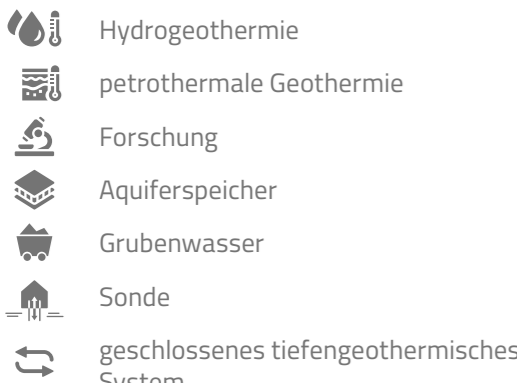 Hydrogeothermie
petrothermale Geothermie
Forschung
Aquiferspeicher
Grubenwasser
Sonde
geschlossenes tiefengeothermisches
System